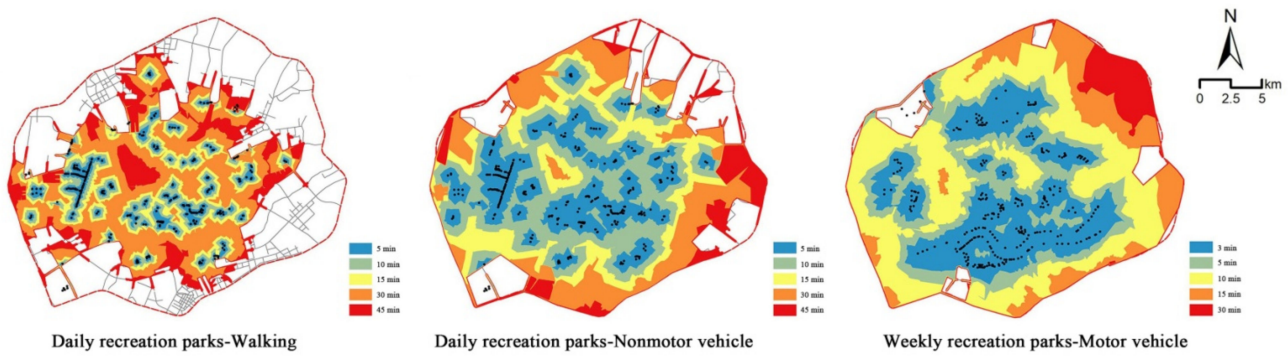 N
0 2.5 5
km
5 min
10 min
15 min
30 min
45 min
5 min
10 min
15 min
30 min
45 min
3 min
5 min
10 min
15 min
30 min
Daily recreation parks-Walking
Daily recreation parks-Nonmotor vehicle
Weekly recreation parks-Motor vehicle